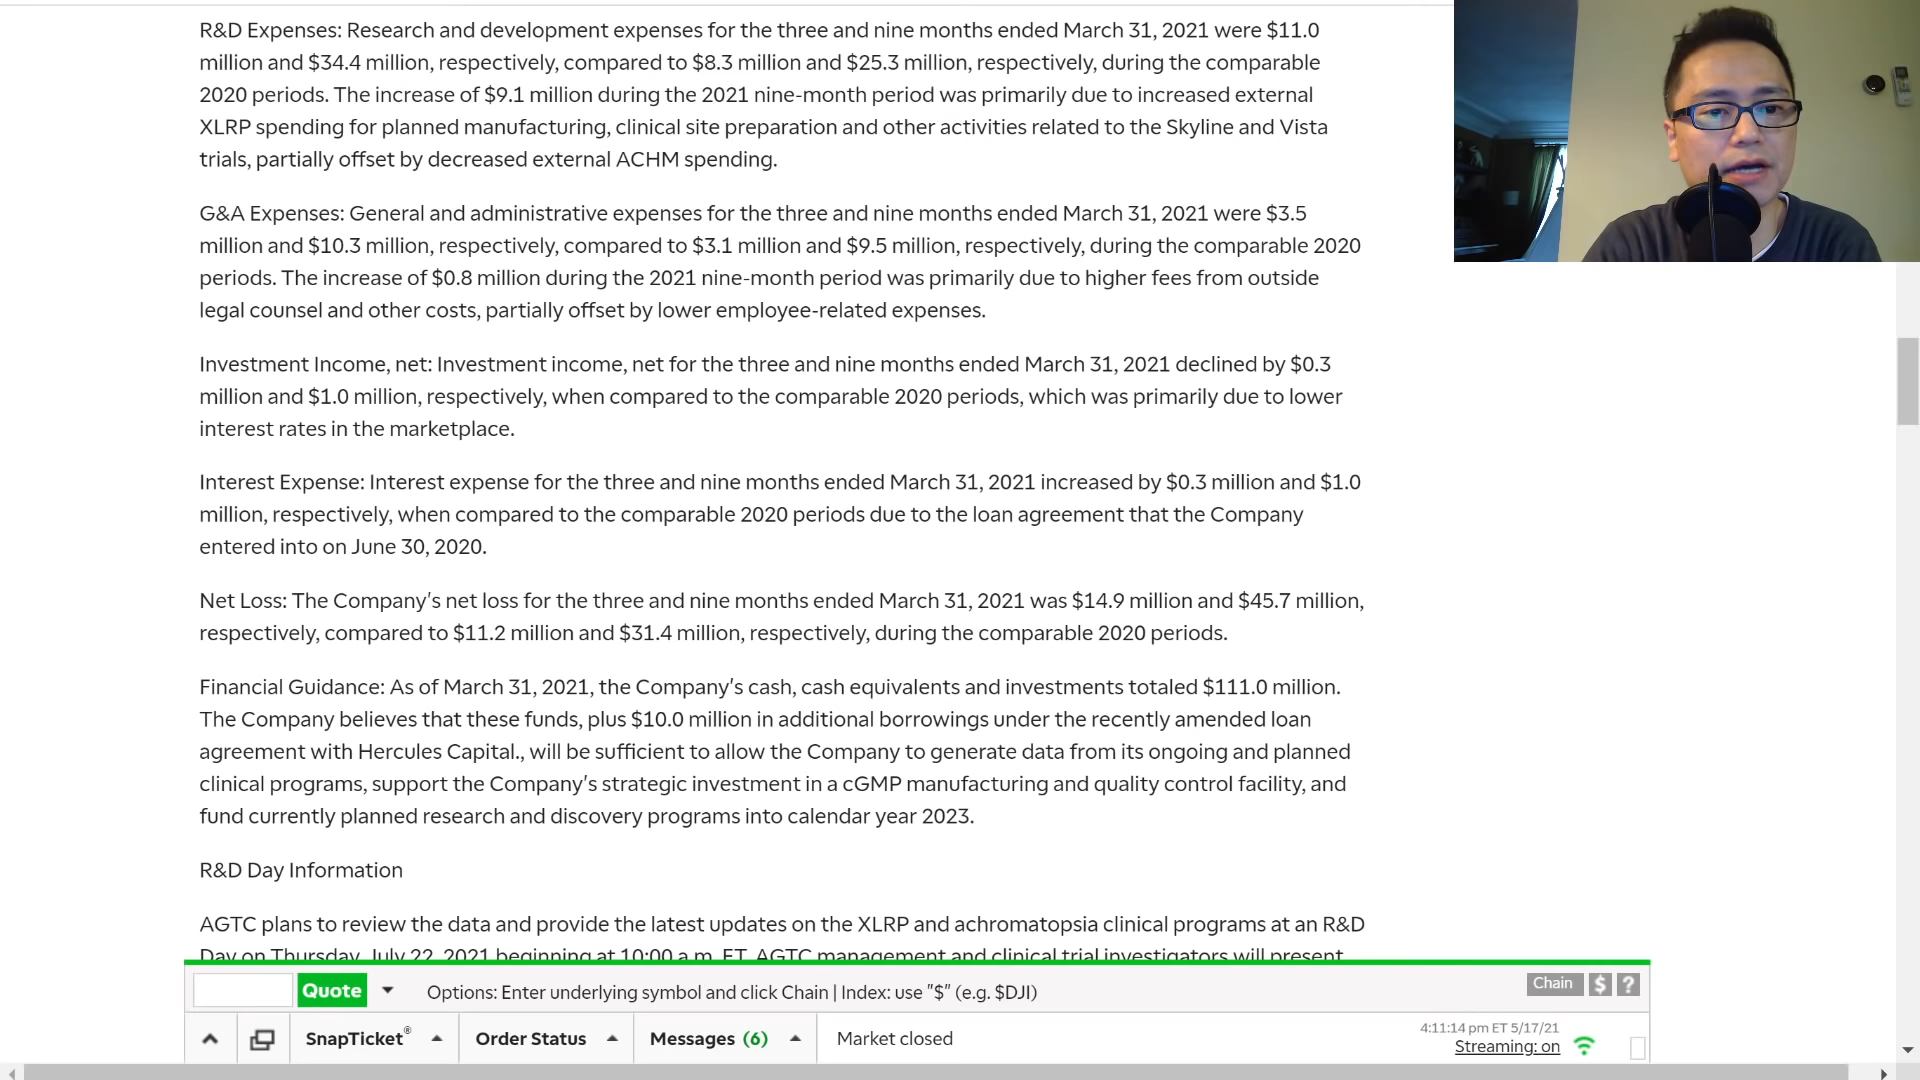 R&D Expenses: Research and development expenses for the three and nine months ended March 31, 2021 were $11.0
million and $34.4 million, respectively, compared to $8.3 million and $25.3 million, respectively, during the comparable
2020 periods. The increase of $9.1 million during the 2021 nine-month period was primarily due to increased external
XLRP spending for planned manufacturing, clinical site preparation and other activities related to the Skyline and Vista
trials, partially offset by decreased external ACHM spending.
G&A Expenses: General and administrative expenses for the three and nine months ended March 31, 2021 were $3.5
million and $10.3 million, respectively, compared to $3.1 million and $9.5 million, respectively, during the comparable 2020
periods. The increase of $0.8 million during the 2021 nine-month period was primarily due to higher fees from outside
legal counsel and other costs, partially offset by lower employee-related expenses.
Investment Income, net: Investment income, net for the three and nine months ended March 31, 2021 declined by $0.3
million and $1.0 million, respectively, when compared to the comparable 2020 periods, which was primarily due to lower
interest rates in the marketplace.
Interest Expense: Interest expense for the three and nine months ended March 31, 2021 increased by $0.3 million and $1.0
million, respectively, when compared to the comparable 2020 periods due to the loan agreement that the Company
entered into on June 30, 2020.
Net Loss: The Company's net loss for the three and nine months ended March 31, 2021 was $14.9 million and $45.7 million,
respectively, compared to $11.2 million and $31.4 million, respectively, during the comparable 2020 periods.
Financial Guidance: As of March 31, 2021, the Company's cash, cash equivalents and investments totaled $111.0 million.
The Company believes that these funds, plus $10.0 million in additional borrowings under the recently amended loan
agreement with Hercules Capital., will be sufficient to allow the Company to generate data from its ongoing and planned
clinical programs, support the Company's strategic investment in a cGMP manufacturing and quality control facility, and
fund currently planned research and discovery programs into calendar year 2023.
R&D Day Information
AGTC plans to review the data and provide the latest updates on the XLRP and achromatopsia clinical programs at an R&D
Day on Thursday, July 22, 2021 beginning at 10:00 a.m. ET. AGTC management and clinical trial investigators will present
Quote Options: Enter underlying symbol and click Chain | Index: use "$" (e.g. $DJI) Chain $ ?
SnapTicket® Order Status Messages (6) Market closed
4:11:14 pm ET 5/17/21
Streaming: on